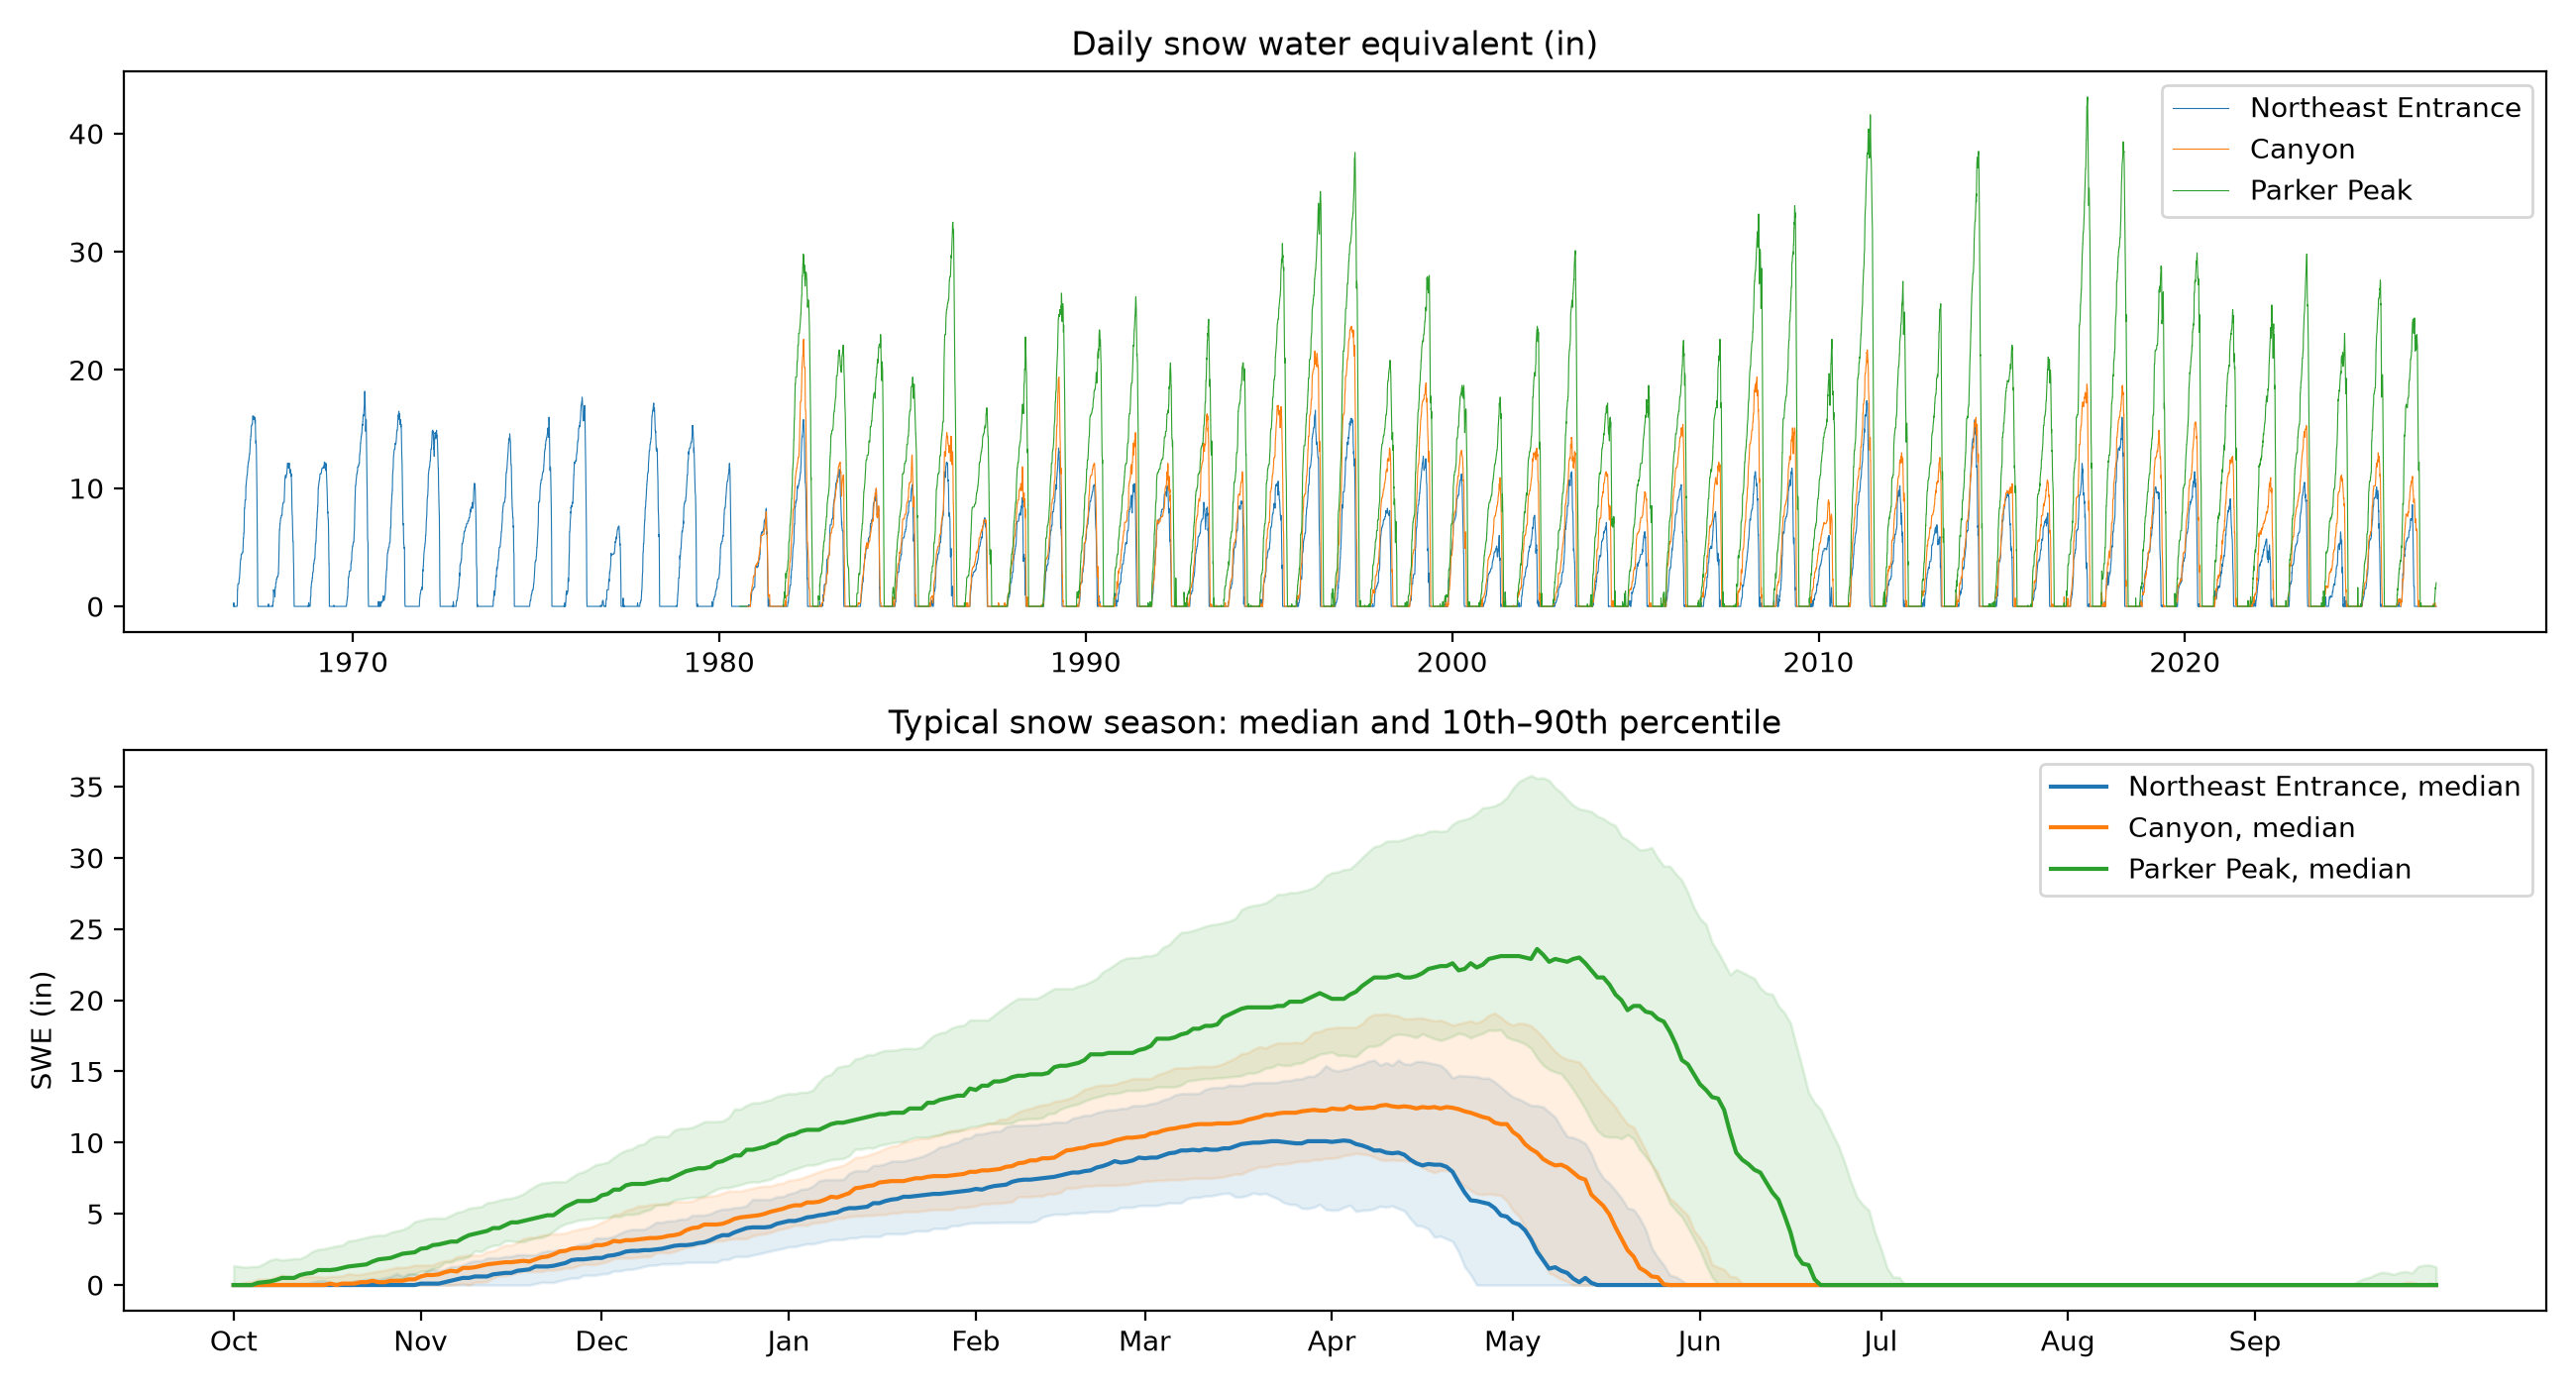 Daily snow water equivalent (in)
40
30
20
10
0
Northeast Entrance
Canyon
Parker Peak
1970 1980 1990 2000 2010 2020
Typical snow season: median and 10th–90th percentile
SWE (in)
35
30
25
20
15
10
5
0
Northeast Entrance, median
Canyon, median
Parker Peak, median
Oct Nov Dec Jan Feb Mar Apr May Jun Jul Aug Sep